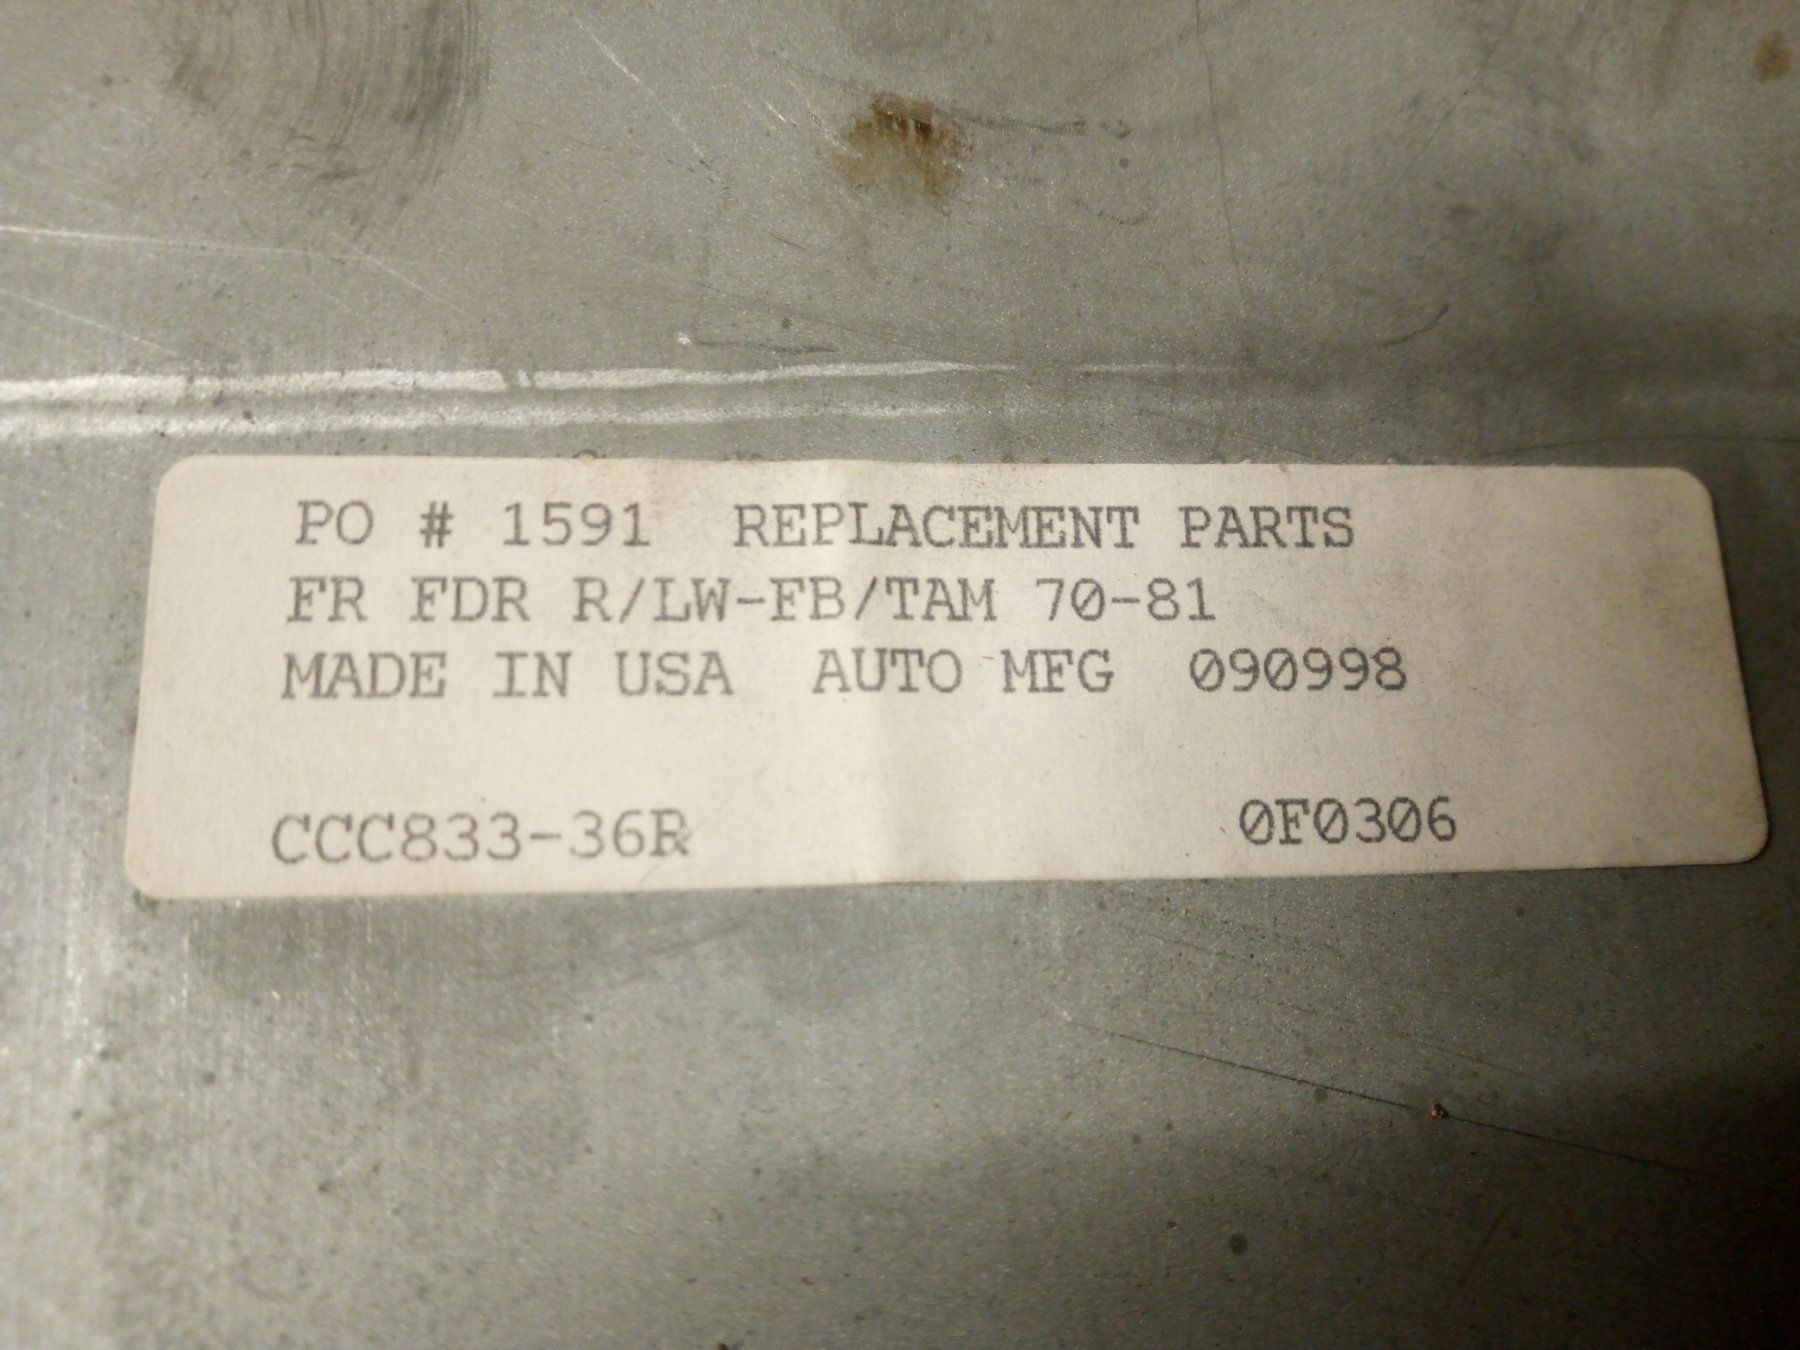 PO # 1591 REPLACEMENT PARTS
FR FDR R/LW-FB/TAM 70-81
MADE IN USA AUTO MFG 090998
CCC833-36R 0F0306